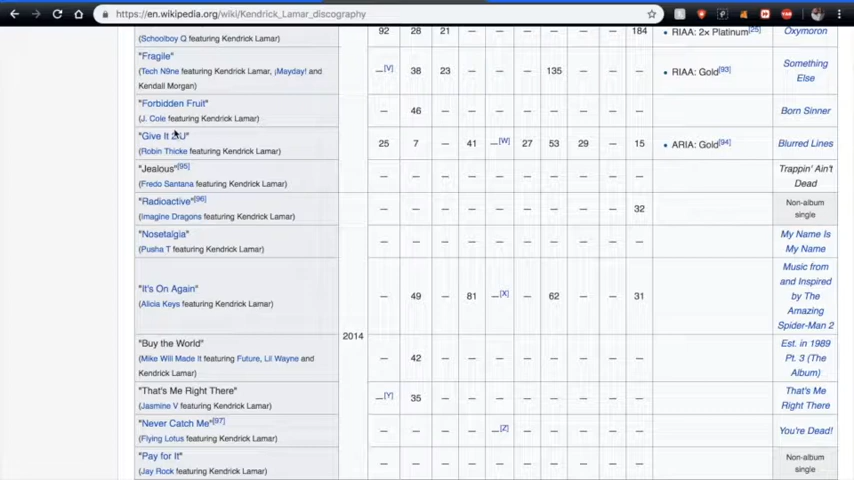 https://en.wikipedia.org/wiki/Kendrick_Lamar_discography
(Schoolboy Q featuring Kendrick Lamar) 92 28 21 — — — — — 184 • RIAA: 2× Platinum[25] Oxymoron
"Fragile"
(Tech N9ne featuring Kendrick Lamar, ¡Mayday! and
Kendall Morgan)
—[V] 38 23 — — — 135 — — — • RIAA: Gold[93]
Something
Else
"Forbidden Fruit"
(J. Cole featuring Kendrick Lamar)
— 46 — — — — — — — Born Sinner
"Give It 2 U"
(Robin Thicke featuring Kendrick Lamar)
25 7 — 41 —[W] 27 53 29 — 15 • ARIA: Gold[94] Blurred Lines
"Jealous"[95]
(Fredo Santana featuring Kendrick Lamar)
— — — — — — — — — —
Trappin' Ain't
Dead
"Radioactive"[96]
(Imagine Dragons featuring Kendrick Lamar)
— — — — — — — — — 32
Non-album
single
"Nosetalgia"
(Pusha T featuring Kendrick Lamar)
— — — — — — — — — —
My Name Is
My Name
"It's On Again"
(Alicia Keys featuring Kendrick Lamar)
— 49 — 81 —[X] — 62 — — 31
Music from
and Inspired
by The
Amazing
Spider-Man 2
2014
"Buy the World"
(Mike Will Made It featuring Future, Lil Wayne and
Kendrick Lamar)
— 42 — — — — — — — —
Est. in 1989
Pt. 3 (The
Album)
"That's Me Right There"
(Jasmine V featuring Kendrick Lamar)
—[Y] 35 — — — — — — — —
That's Me
Right There
"Never Catch Me"[97]
(Flying Lotus featuring Kendrick Lamar)
— — — — —[Z] — — — — — You're Dead!
"Pay for It"
(Jay Rock featuring Kendrick Lamar)
— — — — — — — — — —
Non-album
single